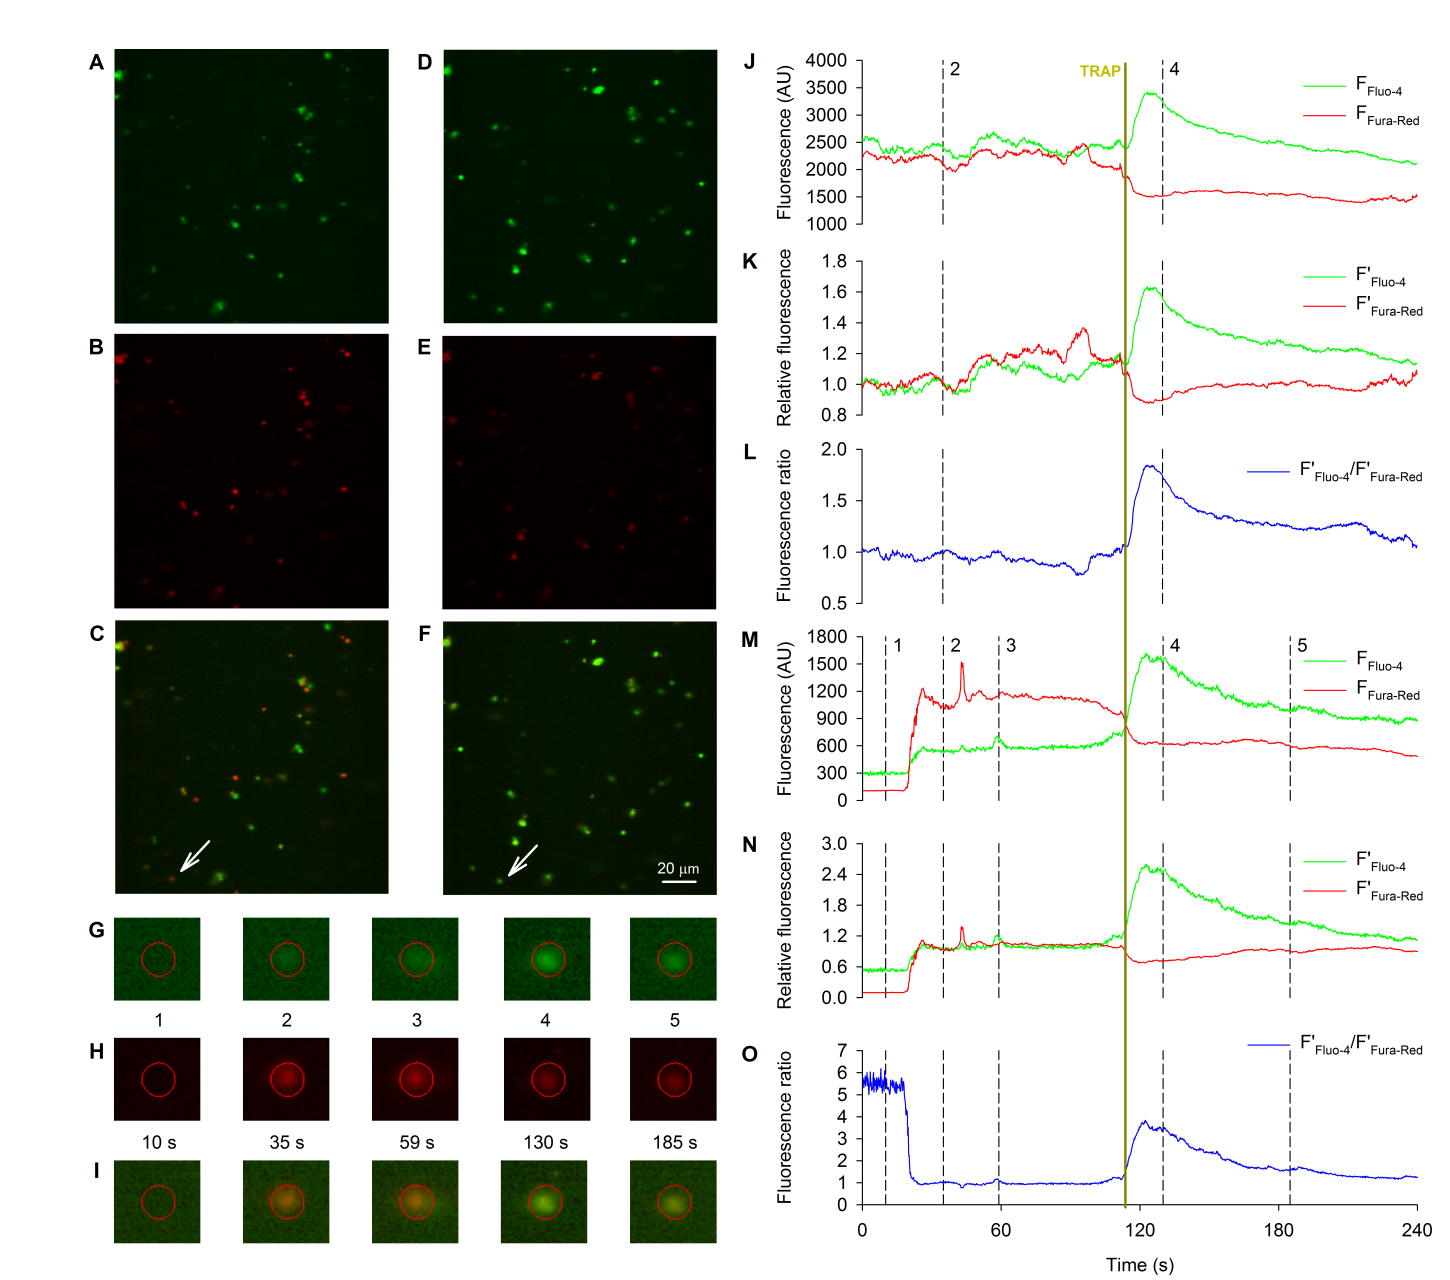 A
D
B
E
C
F
20 μm
G
1 2 3 4 5
H
10 s 35 s 59 s 130 s 185 s
I
J
4000
3500
3000
2500
2000
1500
1000
Fluorescence (AU)
2
TRAP
4
F Fluo-4
F Fura-Red
K
1.8
1.6
1.4
1.2
1.0
0.8
Relative fluorescence
F' Fluo-4
F' Fura-Red
L
2.0
1.5
1.0
0.5
Fluorescence ratio
F' Fluo-4/F' Fura-Red
M
1800
1500
1200
900
600
300
0
Fluorescence (AU)
1 2 3 4 5
F Fluo-4
F Fura-Red
N
3.0
2.4
1.8
1.2
0.6
0.0
Relative fluorescence
F' Fluo-4
F' Fura-Red
O
7
6
5
4
3
2
1
0
Fluorescence ratio
F' Fluo-4/F' Fura-Red
0 60 120 180 240
Time (s)